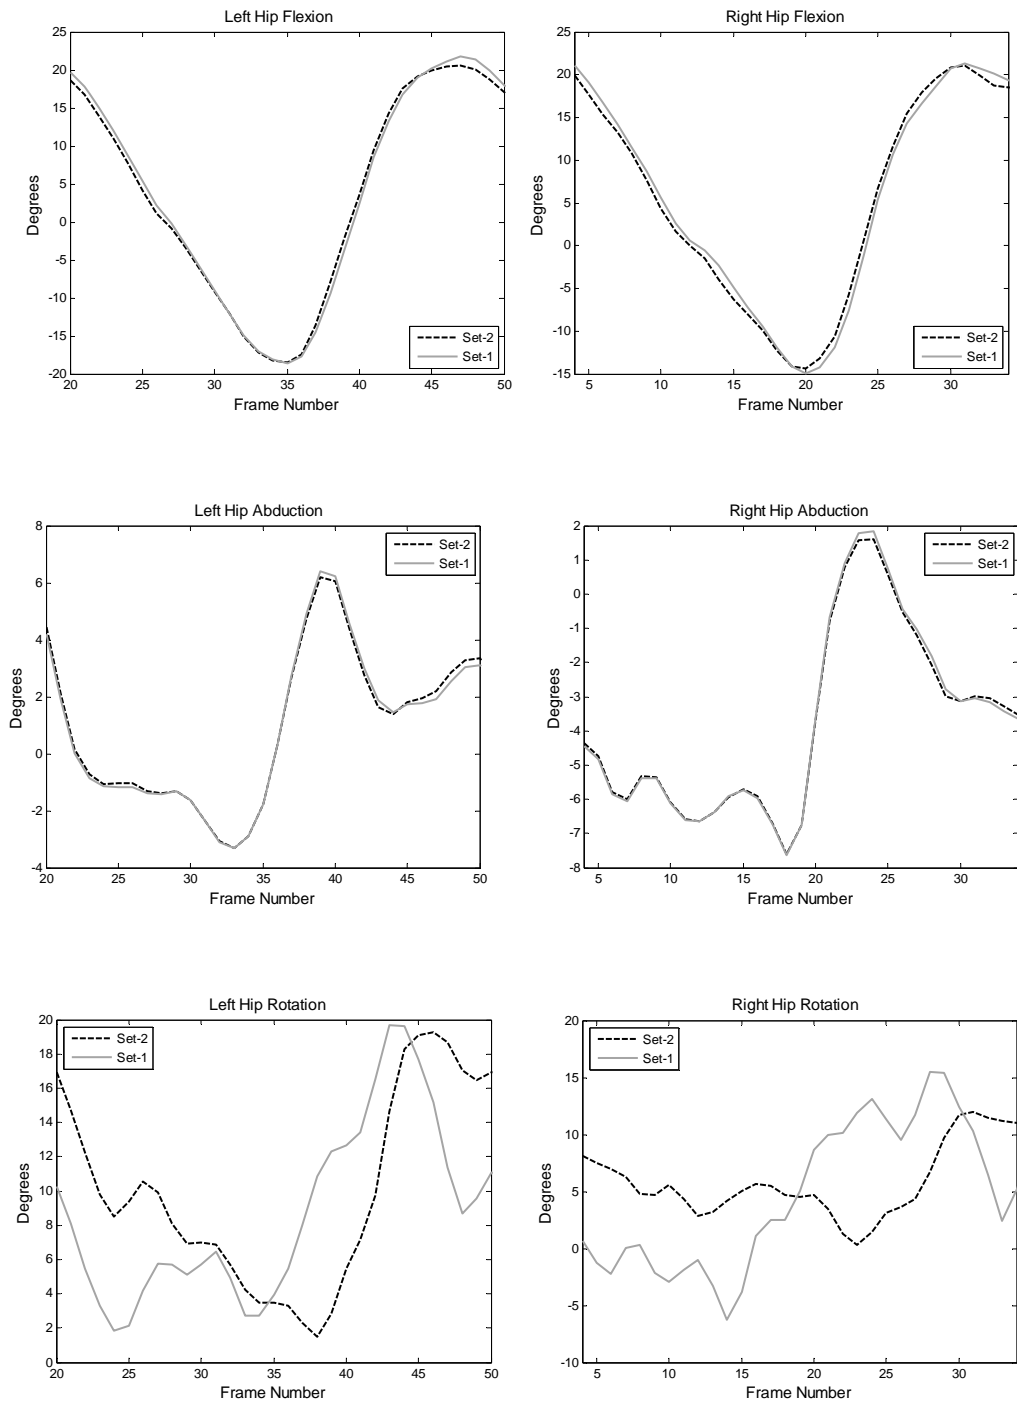 Left Hip Flexion
25
20
15
10
5
0
-5
-10
-15
-20
Degrees
20 25 30 35 40 45 50
Frame Number
Set-2
Set-1
Right Hip Flexion
25
20
15
10
5
0
-5
-10
-15
Degrees
5 10 15 20 25 30
Frame Number
Set-2
Set-1
Left Hip Abduction
8
6
4
2
0
-2
-4
Degrees
20 25 30 35 40 45 50
Frame Number
Set-2
Set-1
Right Hip Abduction
2
1
0
-1
-2
-3
-4
-5
-6
-7
-8
Degrees
5 10 15 20 25 30
Frame Number
Set-2
Set-1
Left Hip Rotation
20
18
16
14
12
10
8
6
4
2
0
Degrees
20 25 30 35 40 45 50
Frame Number
Set-2
Set-1
Right Hip Rotation
20
15
10
5
0
-5
-10
Degrees
5 10 15 20 25 30
Frame Number
Set-2
Set-1